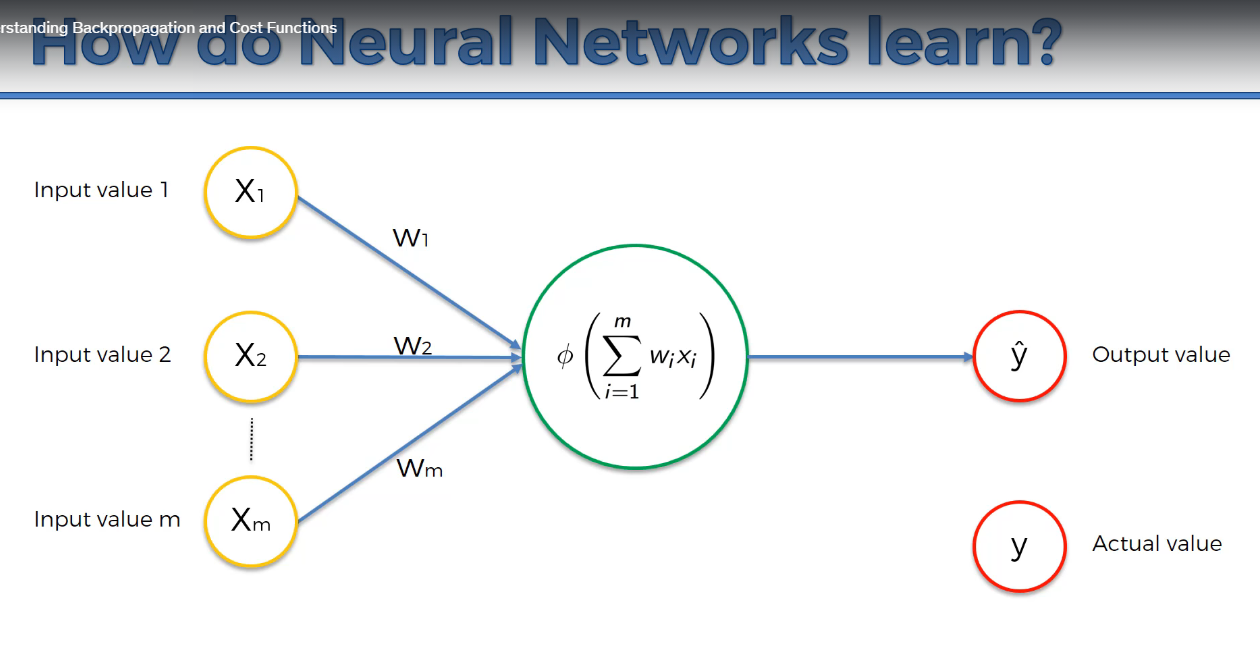 rstanding Backpropagation and Cost Functions
How do Neural Networks learn?
Input value 1
X1
W1
Input value 2
X2
W2
ϕ(∑_{i=1}^{m} w_i x_i)
ŷ
Output value
Wm
Input value m
Xm
y
Actual value